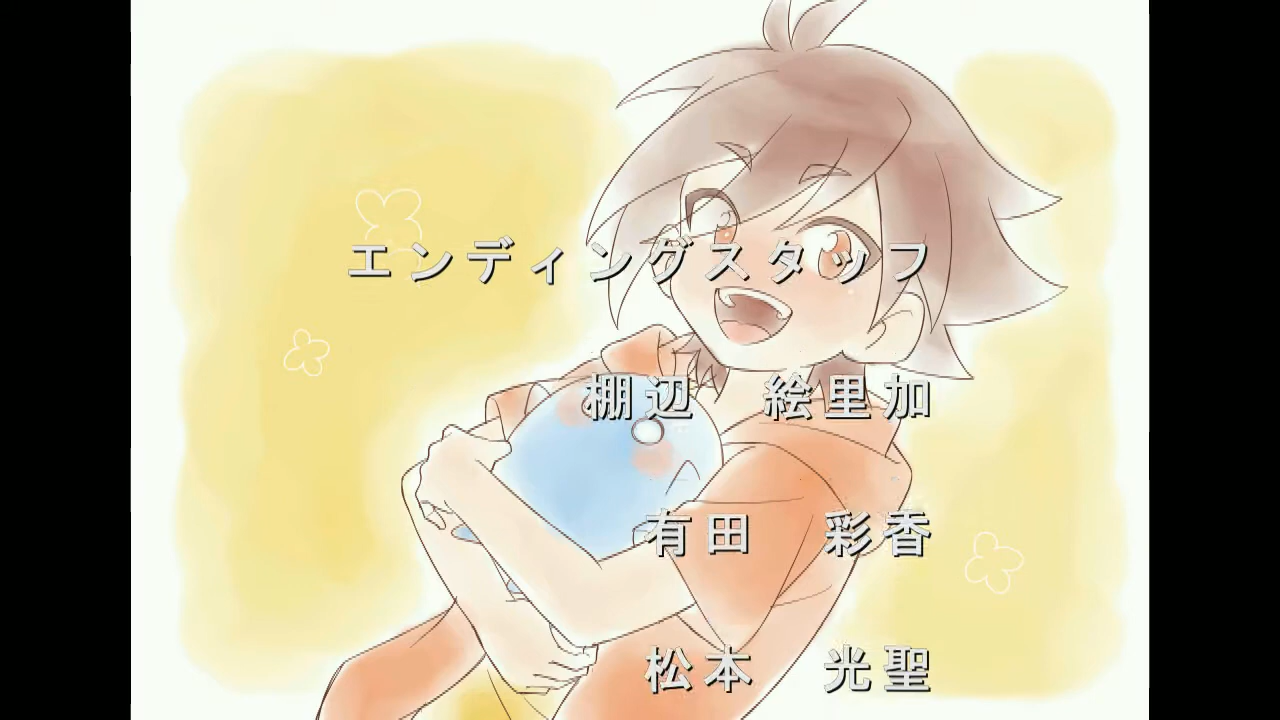 エンディングスタッフ
棚辺　絵里加
有田　彩香
松本　光聖